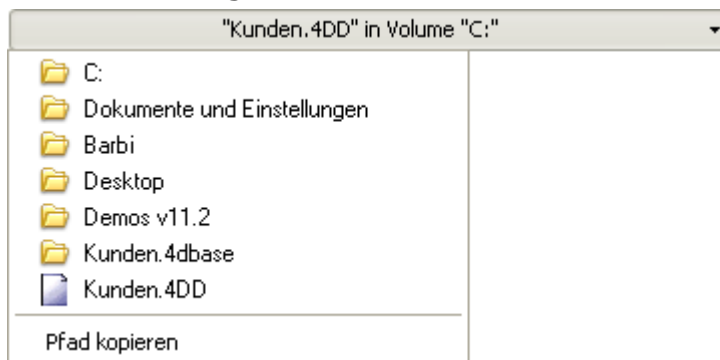 "Kunden.4DD" in Volume "C:"
C:
Dokumente und Einstellungen
Barbi
Desktop
Demos v11.2
Kunden.4dbase
Kunden.4DD
Pfad kopieren